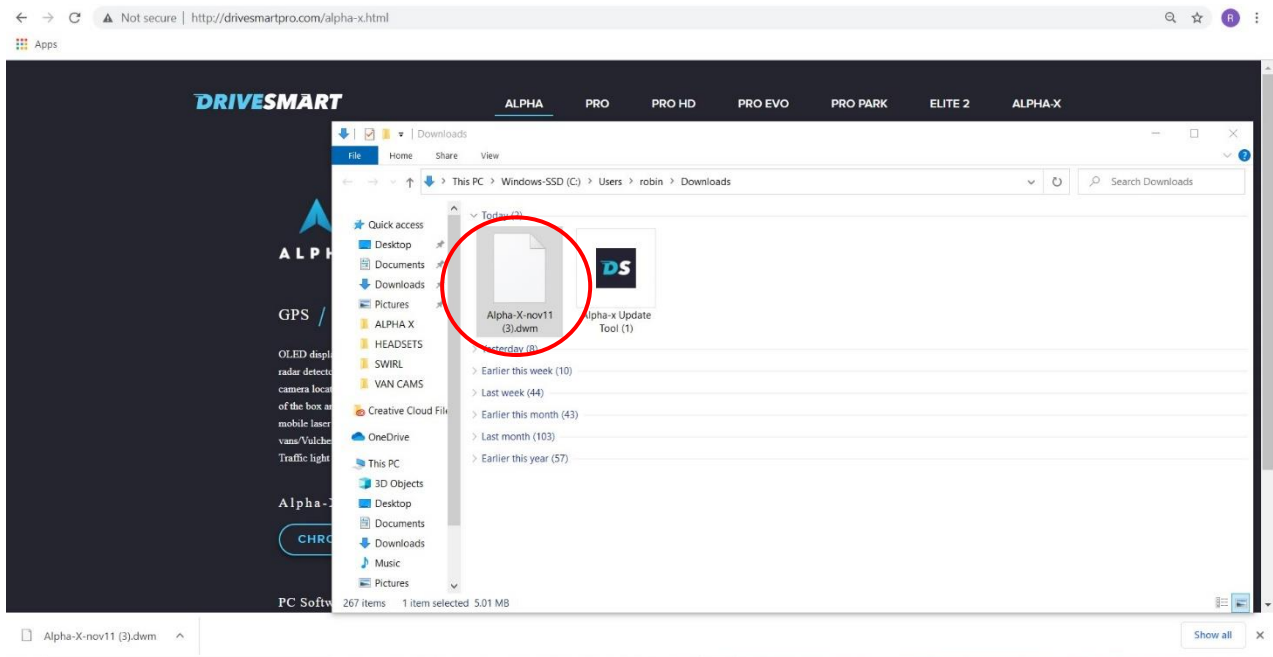 Not secure | http://drivesmartpro.com/alpha-x.html
R
Apps
DRIVESMART
ALPHA PRO PRO HD PRO EVO PRO PARK ELITE 2 ALPHA-X
Downloads
File Home Share View
This PC > Windows-SSD (C:) > Users > robin > Downloads
Search Downloads
Quick access
Desktop
Documents
Downloads
Pictures
ALPHA X
HEADSETS
SWIRL
VAN CAMS
Creative Cloud File
OneDrive
This PC
3D Objects
Desktop
Documents
Downloads
Music
Pictures
Today (2)
Alpha-X-nov11
(3).dwm
DS
Alpha-x Update
Tool (1)
Yesterday (8)
Earlier this week (10)
Last week (44)
Earlier this month (43)
Last month (103)
Earlier this year (57)
267 items 1 item selected 5.01 MB
ALPH
GPS /
OLED displ
radar detect
camera locat
of the box a
mobile laser
vans/Vulche
Traffic light
Alpha-
CHRO
PC Softw
Alpha-X-nov11 (3).dwm
Show all